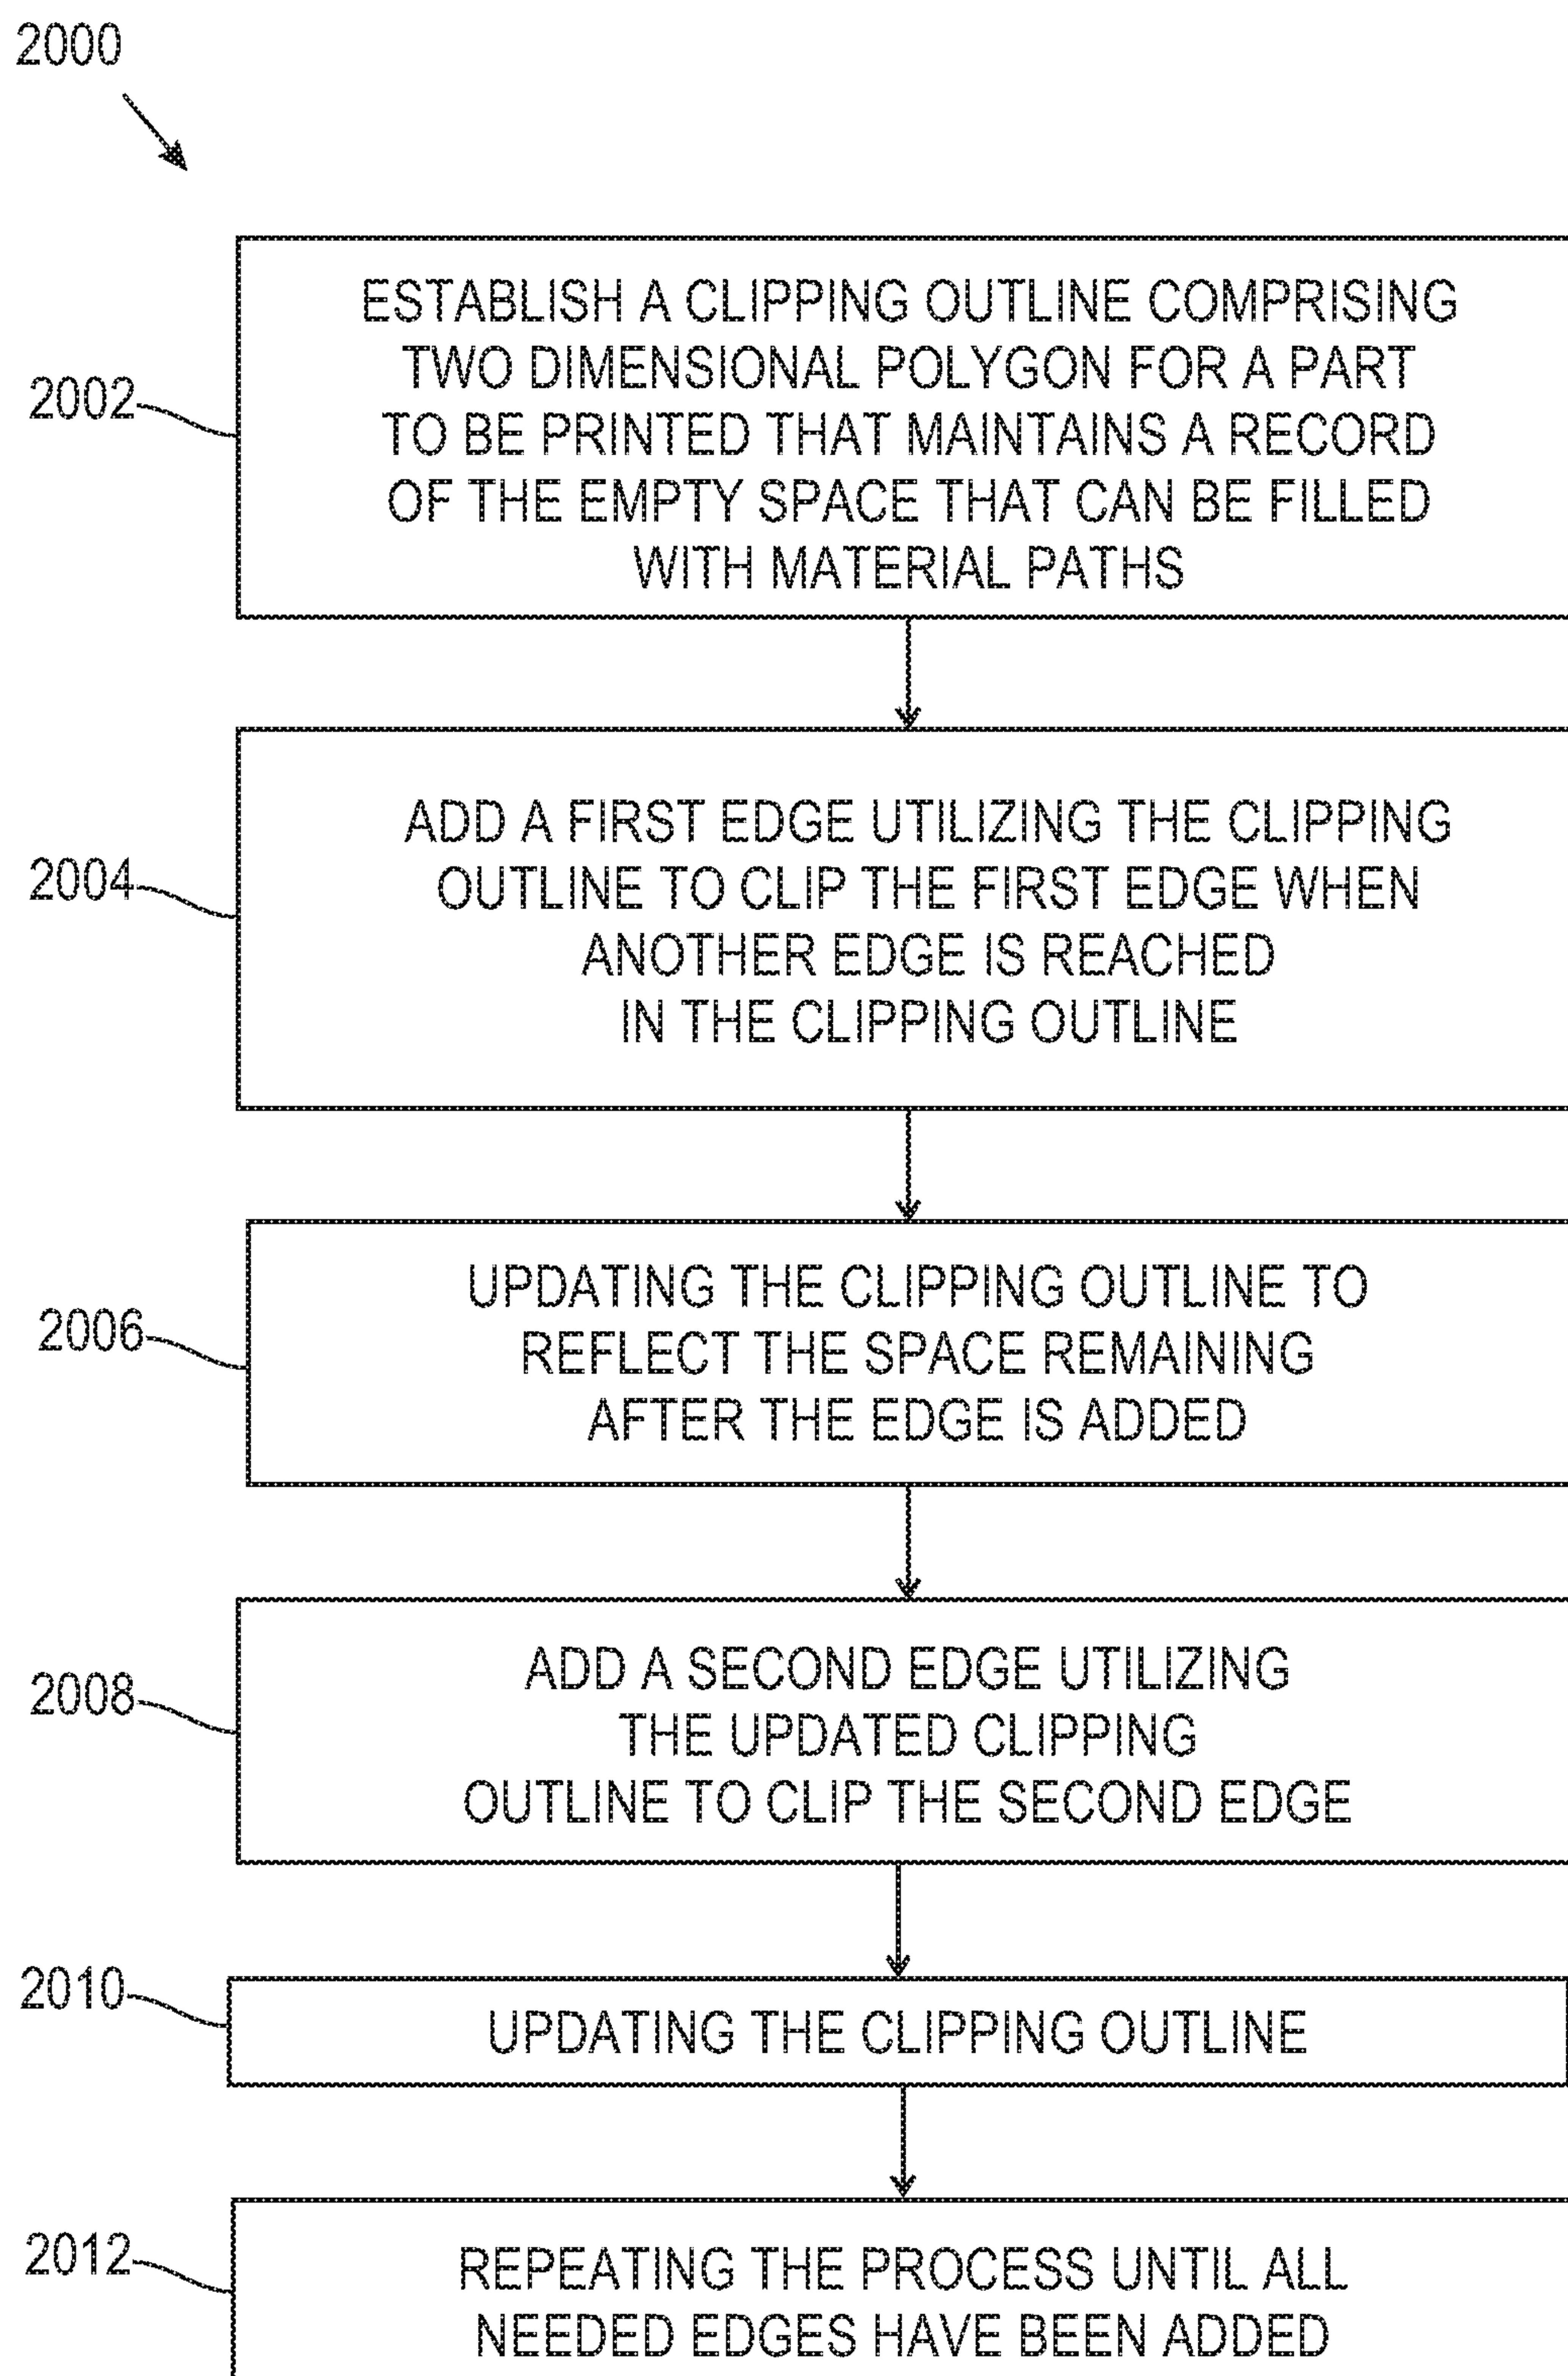 2000
2002
ESTABLISH A CLIPPING OUTLINE COMPRISING
TWO DIMENSIONAL POLYGON FOR A PART
TO BE PRINTED THAT MAINTAINS A RECORD
OF THE EMPTY SPACE THAT CAN BE FILLED
WITH MATERIAL PATHS
2004
ADD A FIRST EDGE UTILIZING THE CLIPPING
OUTLINE TO CLIP THE FIRST EDGE WHEN
ANOTHER EDGE IS REACHED
IN THE CLIPPING OUTLINE
2006
UPDATING THE CLIPPING OUTLINE TO
REFLECT THE SPACE REMAINING
AFTER THE EDGE IS ADDED
2008
ADD A SECOND EDGE UTILIZING
THE UPDATED CLIPPING
OUTLINE TO CLIP THE SECOND EDGE
2010
UPDATING THE CLIPPING OUTLINE
2012
REPEATING THE PROCESS UNTIL ALL
NEEDED EDGES HAVE BEEN ADDED